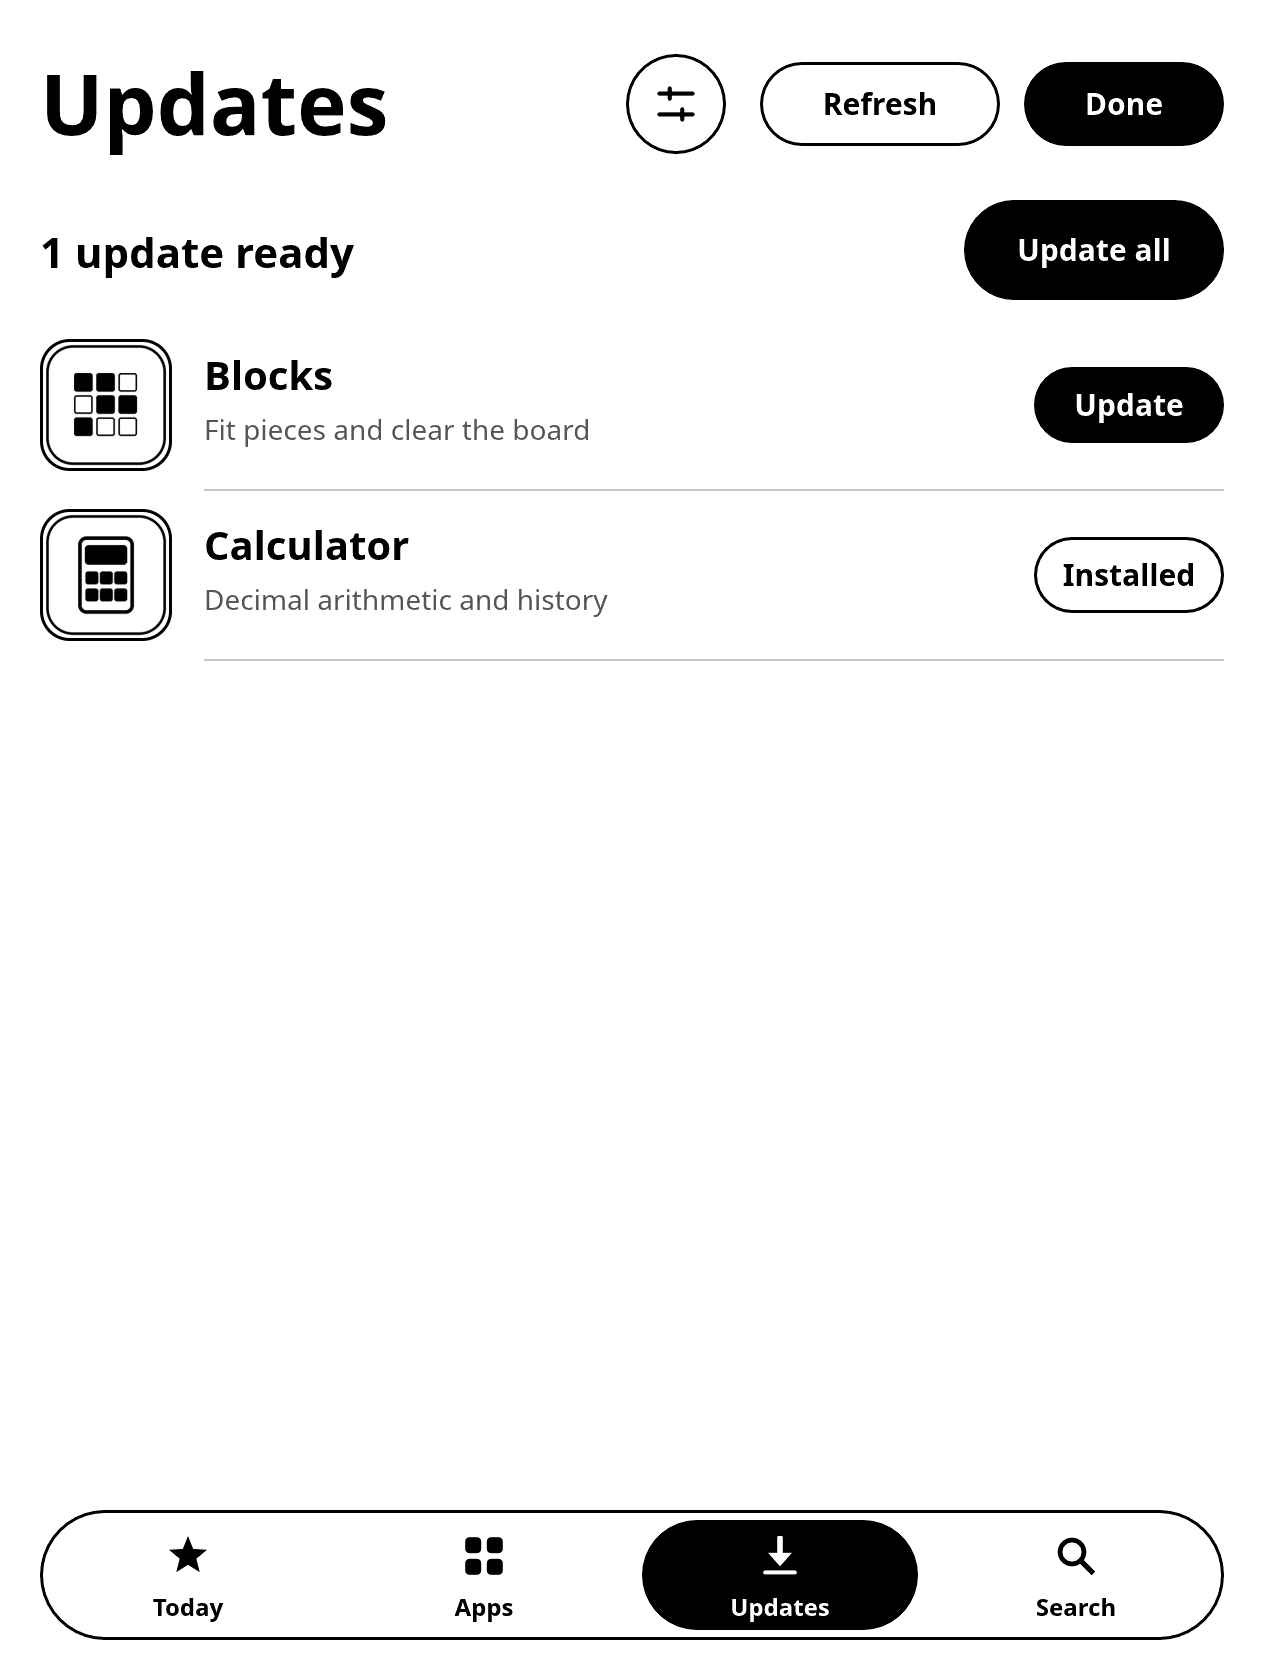 Updates
Refresh
Done
1 update ready
Update all
Blocks
Fit pieces and clear the board
Update
Calculator
Decimal arithmetic and history
Installed
Today
Apps
Updates
Search